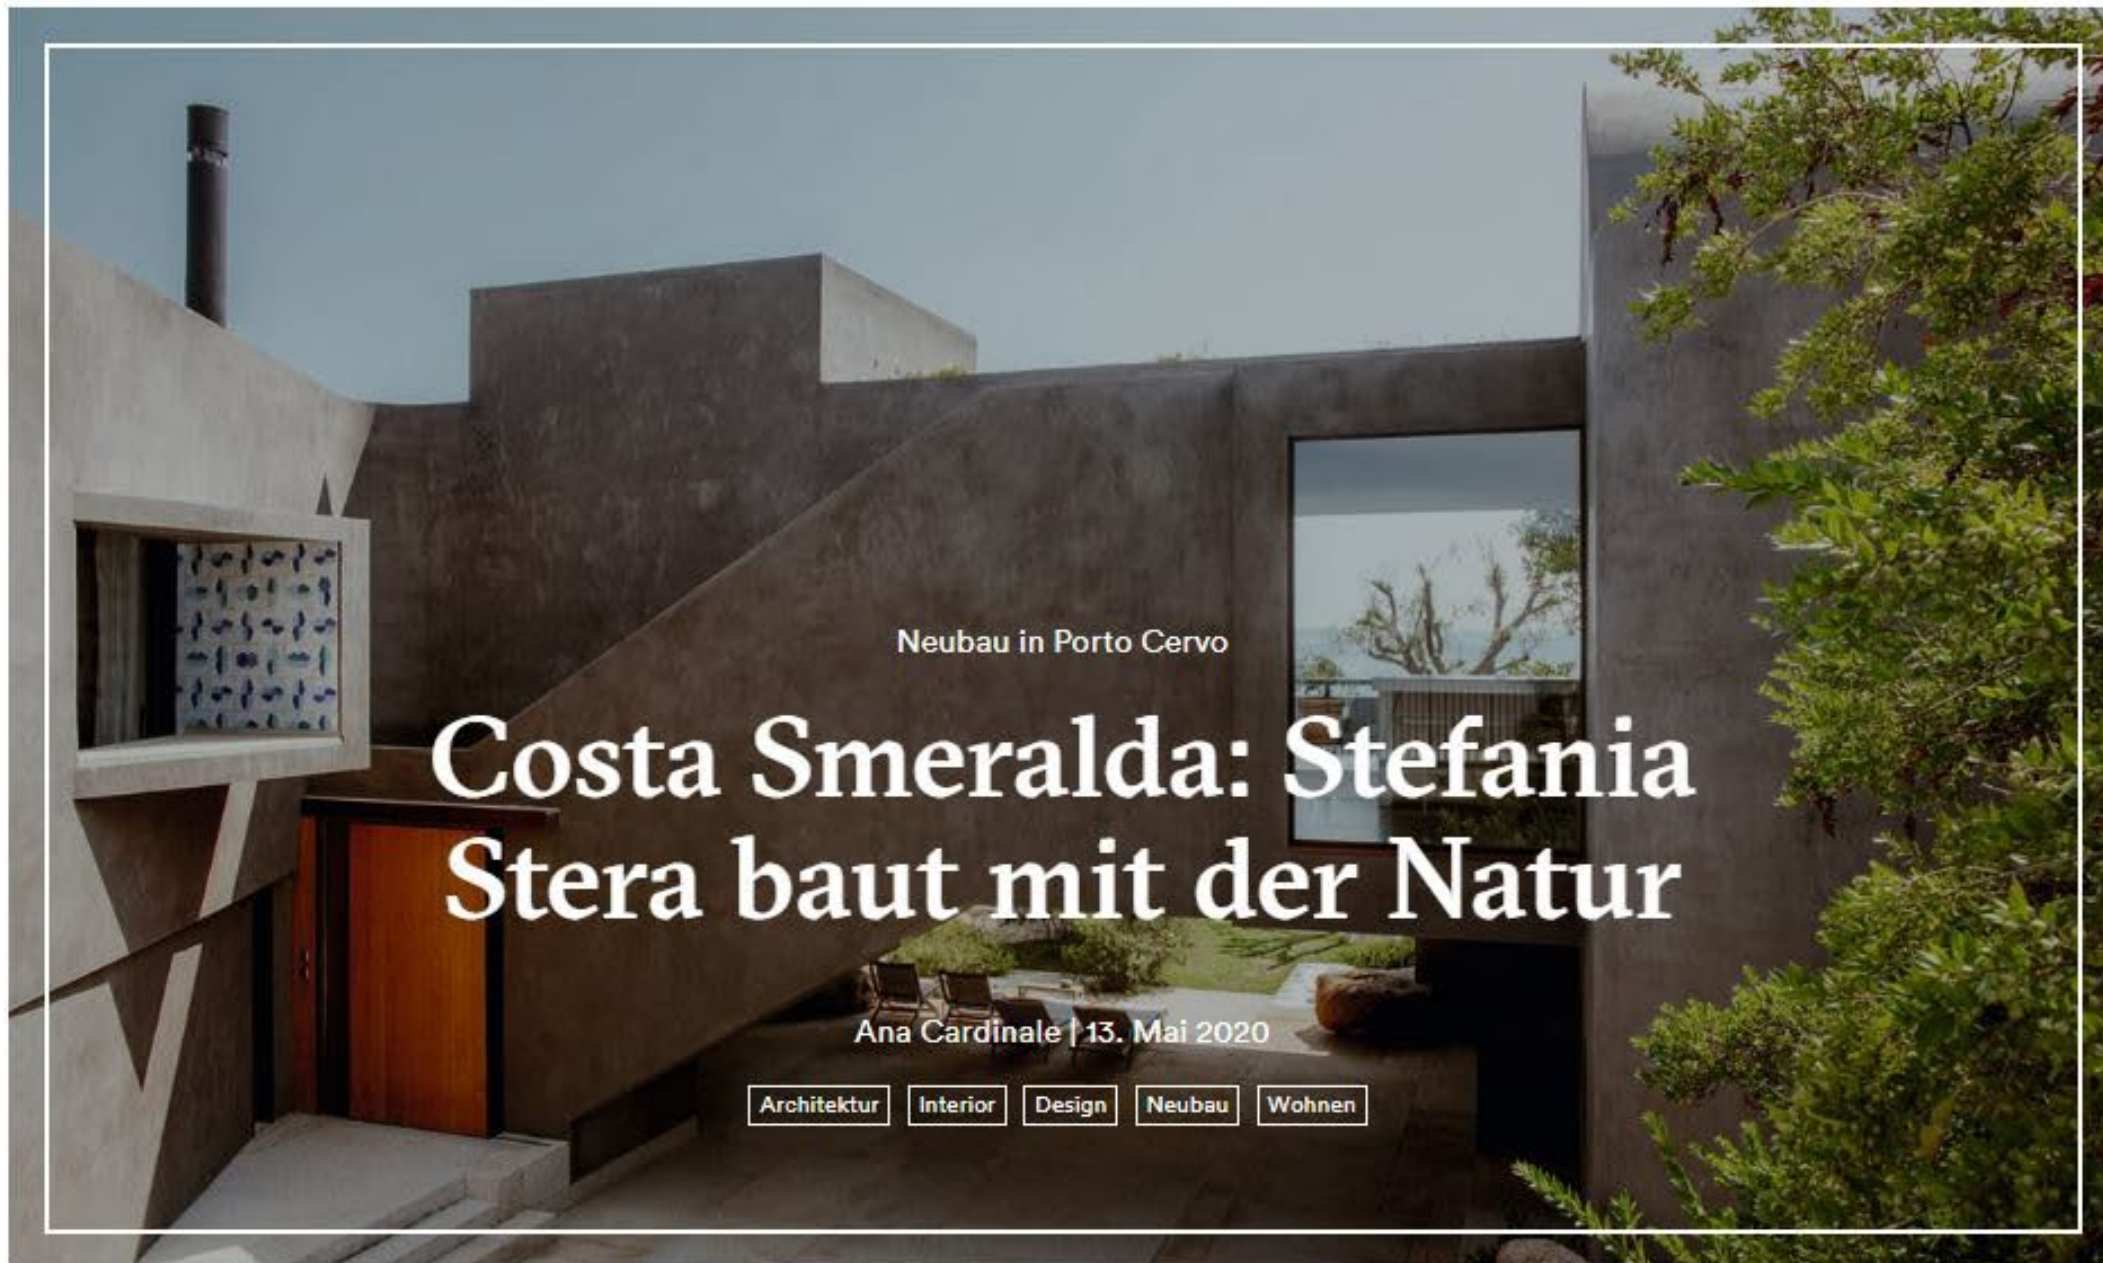 Neubau in Porto Cervo
Costa Smeralda: Stefania
Stera baut mit der Natur
Ana Cardinale | 13. Mai 2020
Architektur Interior Design Neubau Wohnen